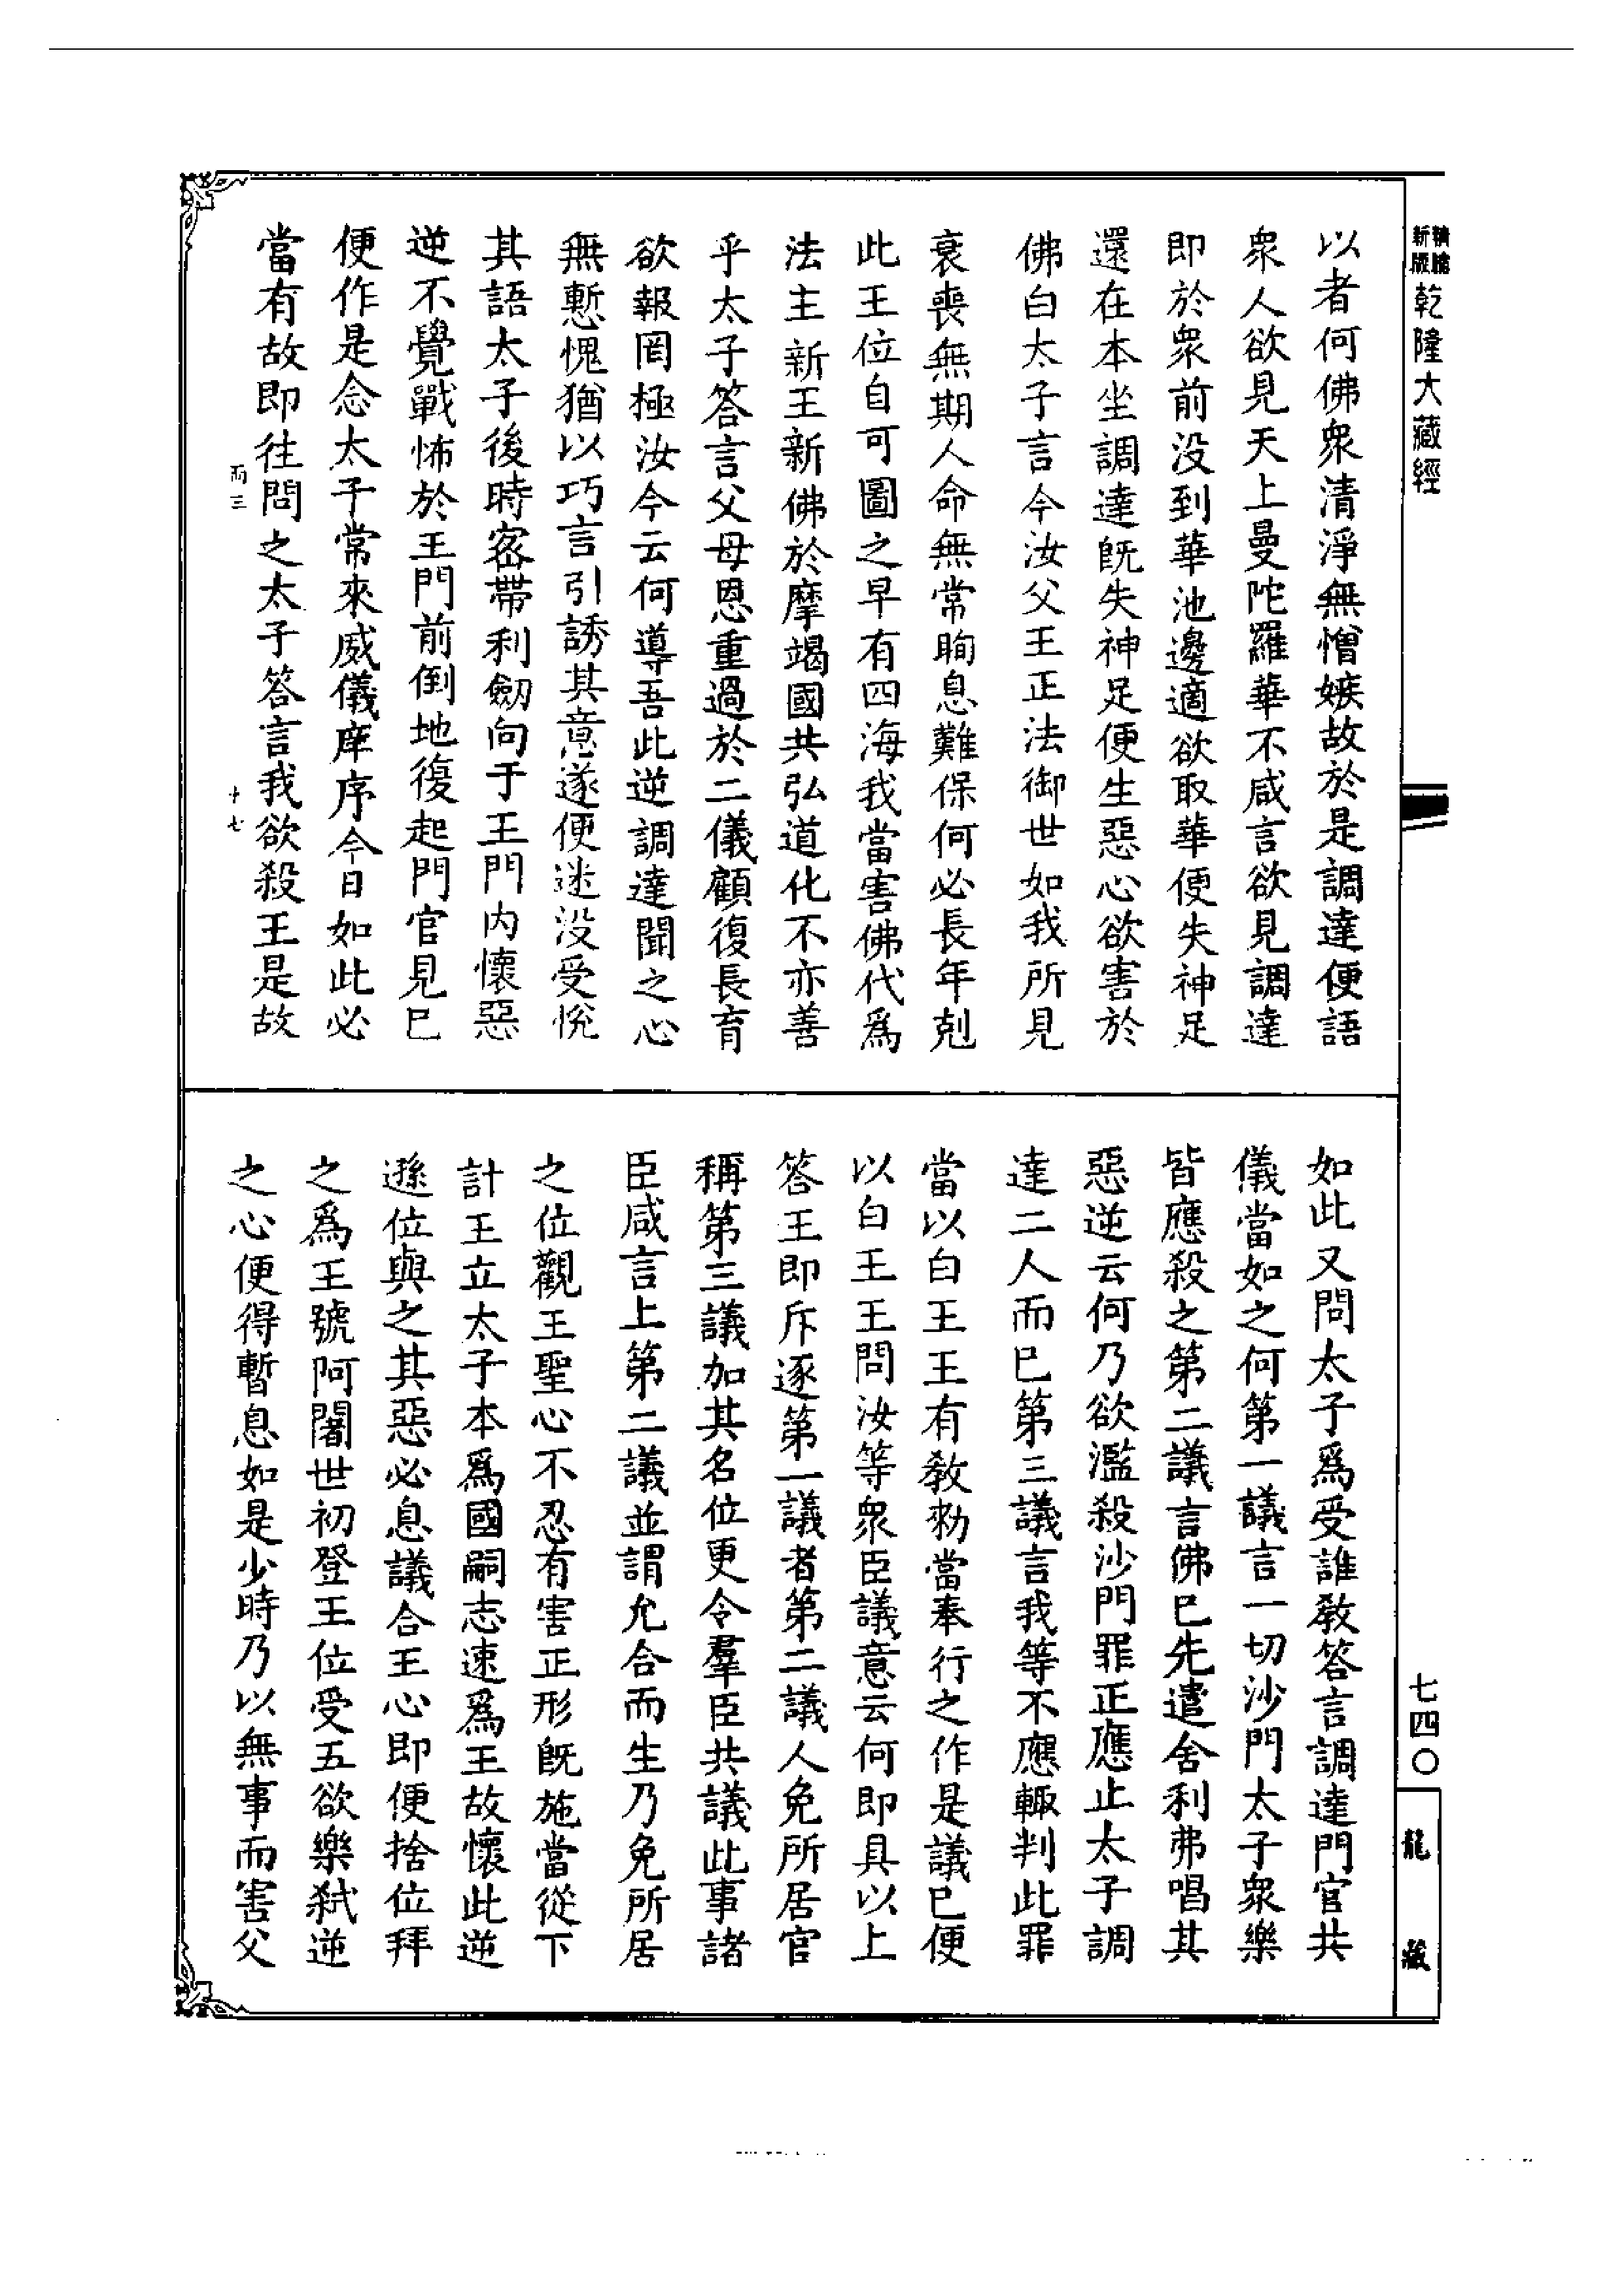 新版
精縮
乾隆大藏經
以者何佛衆清淨無憎嫉故於是調達便語
衆人欲見天上曼陀羅華不咸言欲見調達
即於衆前没到華池邊適欲取華便失神足
還在本坐調達旣失神足便生惡心欲害於
佛白太子言今汝父王正法御世如我所見
衰喪無期人命無常眴息難保何必長年剋
此王位自可圖之早有四海我當害佛代爲
法主新王新佛於摩竭國共弘道化不亦善
乎太子答言父母恩重過於二儀顧復長育
欲報罔極汝今云何導吾此逆調達聞之心
無慙愧猶以巧言引誘其意遂便迷没受悅
其語太子後時密帶利劒向于王門内懷惡
逆不覺戰怖於王門前倒地復起門官見已
便作是念太子常來威儀庠序今日如此必
當有故即往問之太子答言我欲殺王是故
兩三
十七
如此又問太子爲受誰敎答言調達門官共
儀當如之何第一議言一切沙門太子衆樂
皆應殺之第二議言佛已先遣舍利弗唱其
惡逆云何乃欲濫殺沙門罪正應止太子調
達二人而已第三議言我等不應輙判此罪
當以白王王有敎勑當奉行之作是議已便
以白王王問汝等衆臣議意云何即具以上
答王即斥逐第一議者第二議人免所居官
稱第三議加其名位更令羣臣共議此事諸
臣咸言上第二議並謂允合而生乃免所居
之位觀王聖心不忍有害正形旣施當從下
計王立太子本爲國嗣志速爲王故懷此逆
遜位與之其惡必息議合王心即便捨位拜
之爲王號阿闍世初登王位受五欲樂弑逆
之心便得暫息如是少時乃以無事而害父
七四〇
龍藏